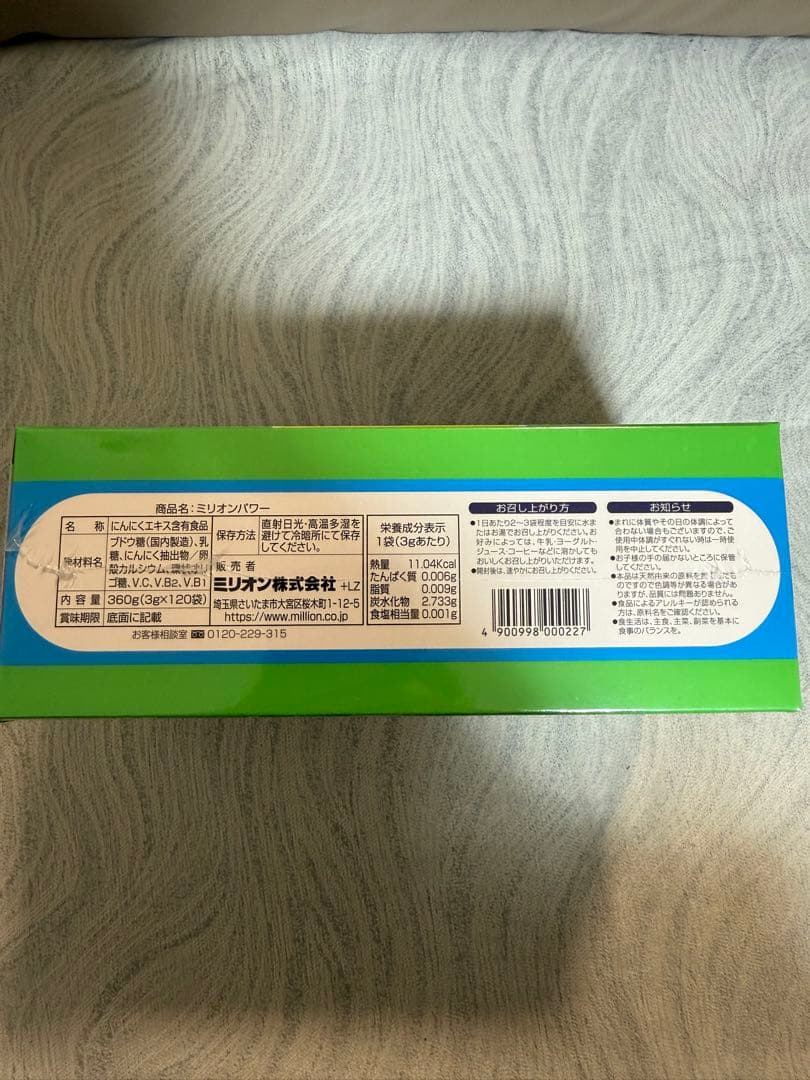 商品名:ミリオンパワー
名 称 にんにくエキス含有食品
原材料名 ブドウ糖(国内製造)、乳
糖、にんにく抽出物/卵
殻カルシウム、環状オリ
ゴ糖、V.C、V.B2、V.B1
内容量 360g(3g×120袋)
賞味期限 底面に記載
保存方法 直射日光・高温多湿を
避けて冷暗所にて保存
してください。
販売者
ミリオン株式会社 +LZ
埼玉県さいたま市大宮区桜木町1-12-5
https://www.million.co.jp
お客様相談室 0120-229-315
栄養成分表示
1袋(3gあたり)
熱量 11.04Kcal
たんぱく質 0.006g
脂質 0.009g
炭水化物 2.733g
食塩相当量 0.001g
お召し上がり方
●1日あたり2〜3袋程度を目安に水ま
たはお湯でお召し上がりください。お
好みによっては、牛乳・ヨーグルト・
ジュース・コーヒーなどに溶かしても
おいしくお召し上がりいただけます。
●開封後は、速やかにお召し上がりください。
4 900998 000227
お知らせ
●まれに体質やその日の体調によって
合わない場合もございますので、ご
使用中体調がすぐれない時は一時使
用を中止してください。
●お子様の手の届かないところに保管
してください。
●本品は天然由来の原料を使
ものですので色調等が異なる場合があ
りますが、品質には問題ありません。
●食品によるアレルギーが認められる
方は、原料名をご確認ください。
●食生活は、主食、主菜、副菜を基本に
食事のバランスを。